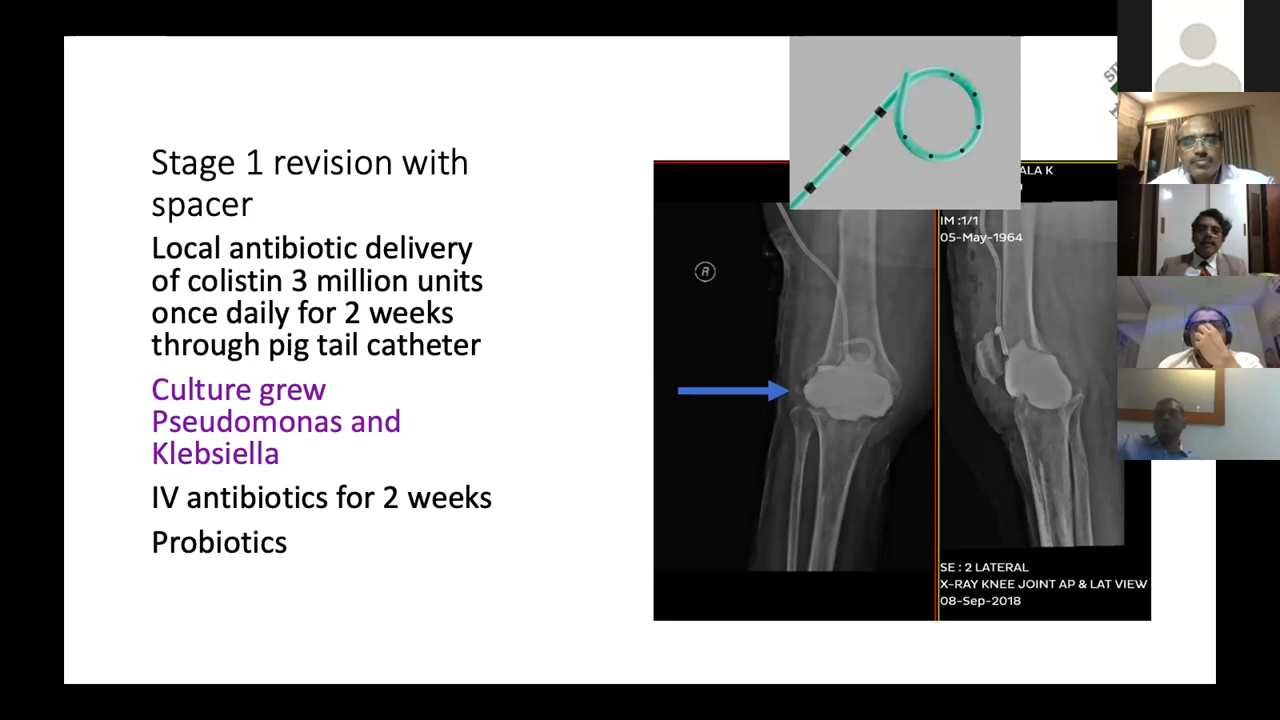 Stage 1 revision with
spacer
Local antibiotic delivery
of colistin 3 million units
once daily for 2 weeks
through pig tail catheter
Culture grew
Pseudomonas and
Klebsiella
IV antibiotics for 2 weeks
Probiotics
R
ALA K
IM :1/1
05-May-1964
SE : 2 LATERAL
X-RAY KNEE JOINT AP & LAT VIEW
08-Sep-2018